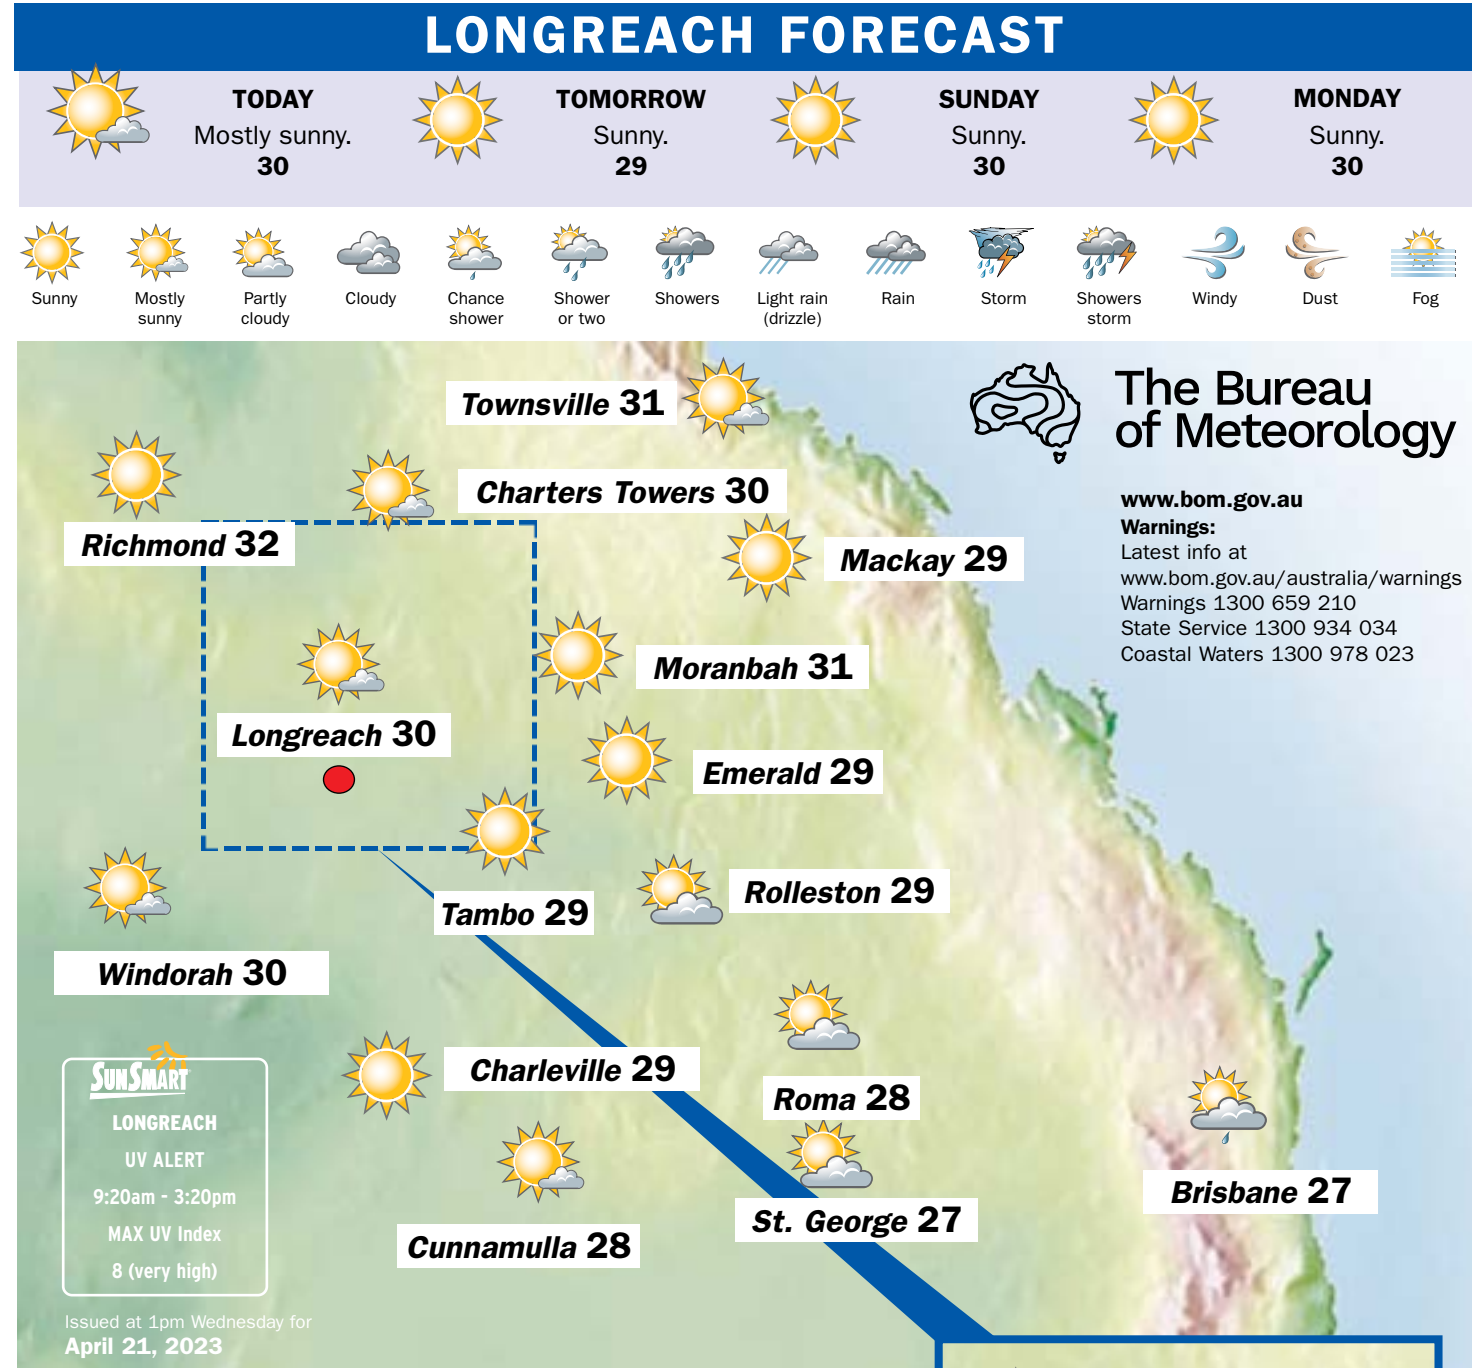 LONGREACH FORECAST
TODAY
Mostly sunny.
30
TOMORROW
Sunny.
29
SUNDAY
Sunny.
30
MONDAY
Sunny.
30
Sunny
Mostly
sunny
Partly
cloudy
Cloudy
Chance
shower
Shower
or two
Showers
Light rain
(drizzle)
Rain
Storm
Showers
storm
Windy
Dust
Fog
The Bureau
of Meteorology
www.bom.gov.au
Warnings:
Latest info at
www.bom.gov.au/australia/warnings
Warnings 1300 659 210
State Service 1300 934 034
Coastal Waters 1300 978 023
Townsville 31
Charters Towers 30
Richmond 32
Mackay 29
Moranbah 31
Longreach 30
Emerald 29
Rolleston 29
Tambo 29
Windorah 30
Charleville 29
Roma 28
Brisbane 27
St. George 27
Cunnamulla 28
SUNSMART
LONGREACH
UV ALERT
9:20am - 3:20pm
MAX UV Index
8 (very high)
Issued at 1pm Wednesday for
April 21, 2023